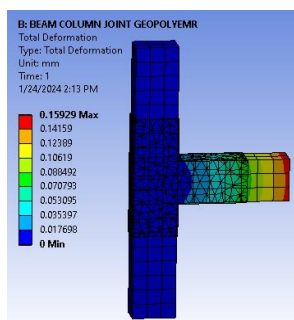 B: BEAM COLUMN JOINT GEOPOLYEMR
Total Deformation
Type: Total Deformation
Unit: mm
Time: 1
1/24/2024 2:13 PM
0.15929 Max
0.14159
0.12389
0.10619
0.088492
0.070793
0.053095
0.035397
0.017698
0 Min